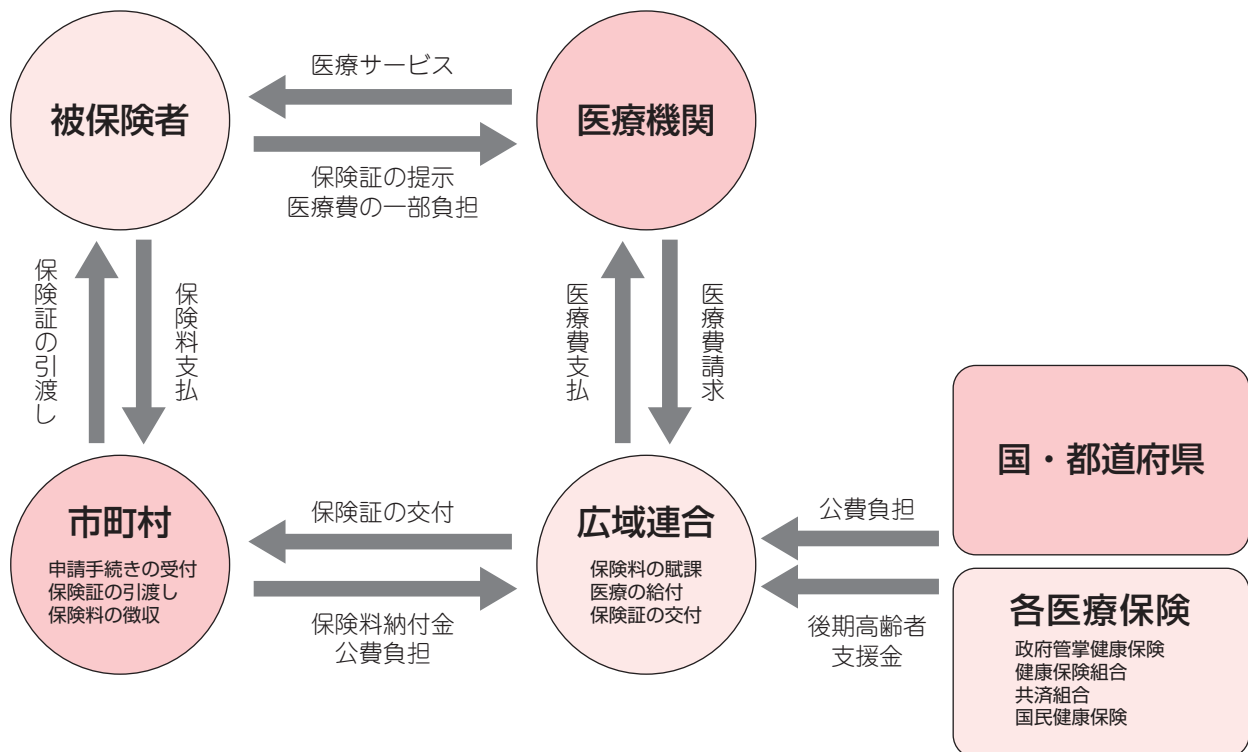 医療サービス
被保険者
医療機関
保険証の提示
医療費の一部負担
保険証の引渡し
保険料支払
医療費支払
医療費請求
国・都道府県
市町村
申請手続きの受付
保険証の引渡し
保険料の徴収
保険証の交付
保険料納付金
公費負担
広域連合
保険料の賦課
医療の給付
保険証の交付
公費負担
後期高齢者
支援金
各医療保険
政府管掌健康保険
健康保険組合
共済組合
国民健康保険